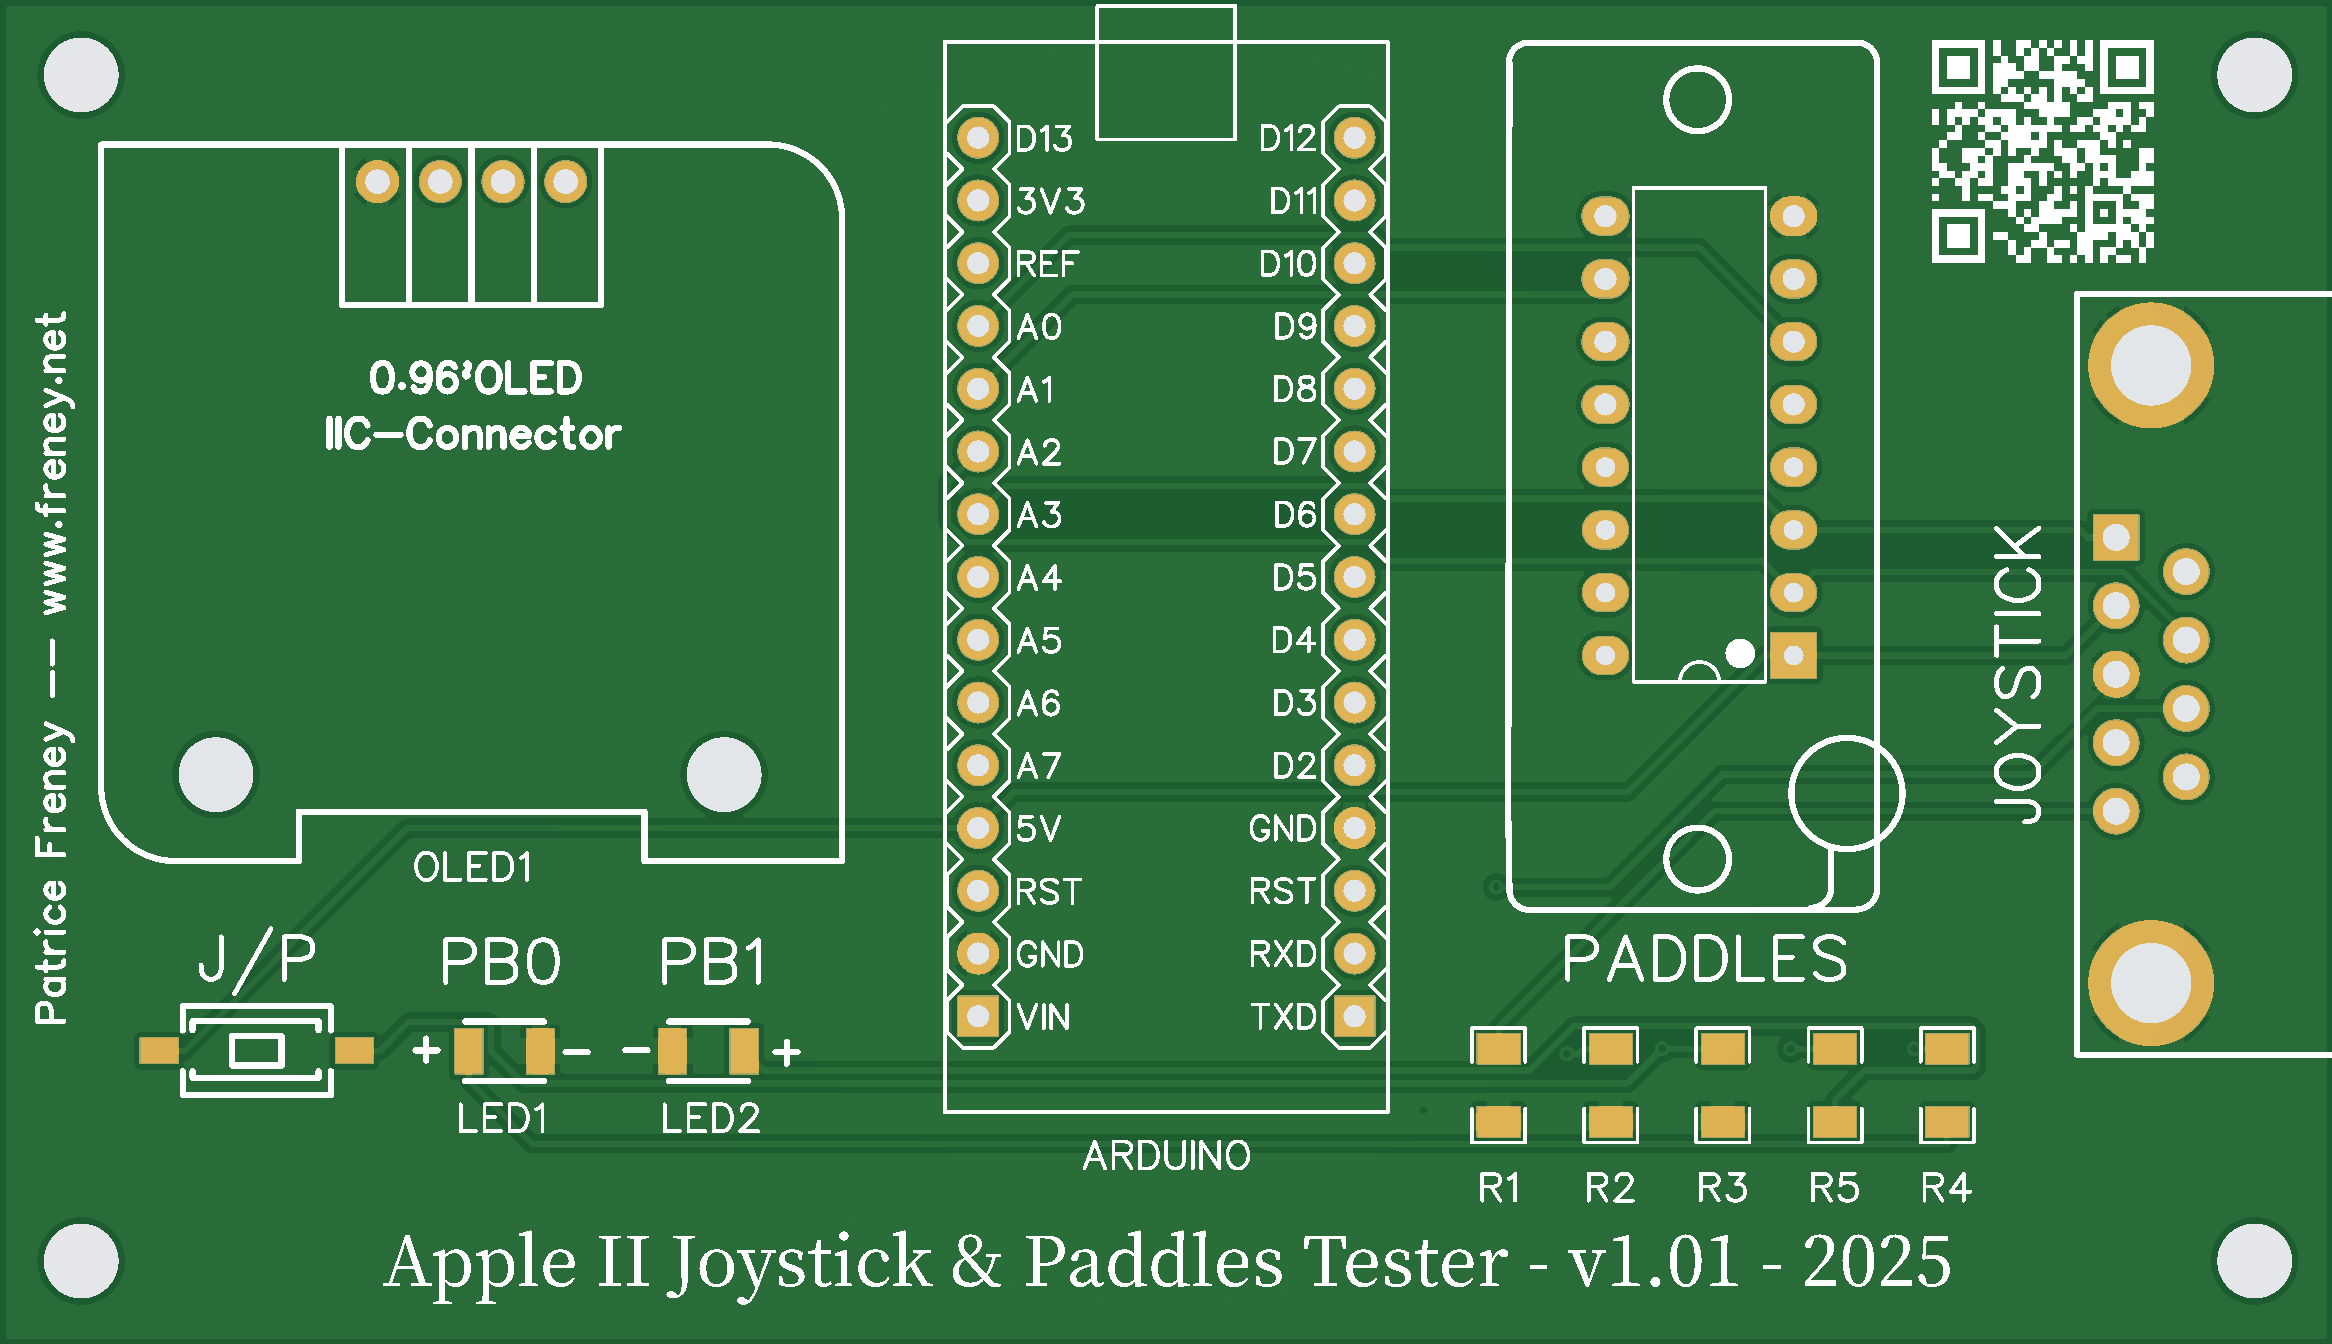 Patrice Freney -- www.freney.net
0.96'OLED
IIC-Connector
OLED1
J/P
PB0
PB1
+
-
-
+
LED1
LED2
D13
3V3
REF
A0
A1
A2
A3
A4
A5
A6
A7
5V
RST
GND
VIN
D12
D11
D10
D9
D8
D7
D6
D5
D4
D3
D2
GND
RST
RXD
TXD
ARDUINO
PADDLES
JOYSTICK
R1 R2 R3 R5 R4
Apple II Joystick & Paddles Tester - v1.01 - 2025